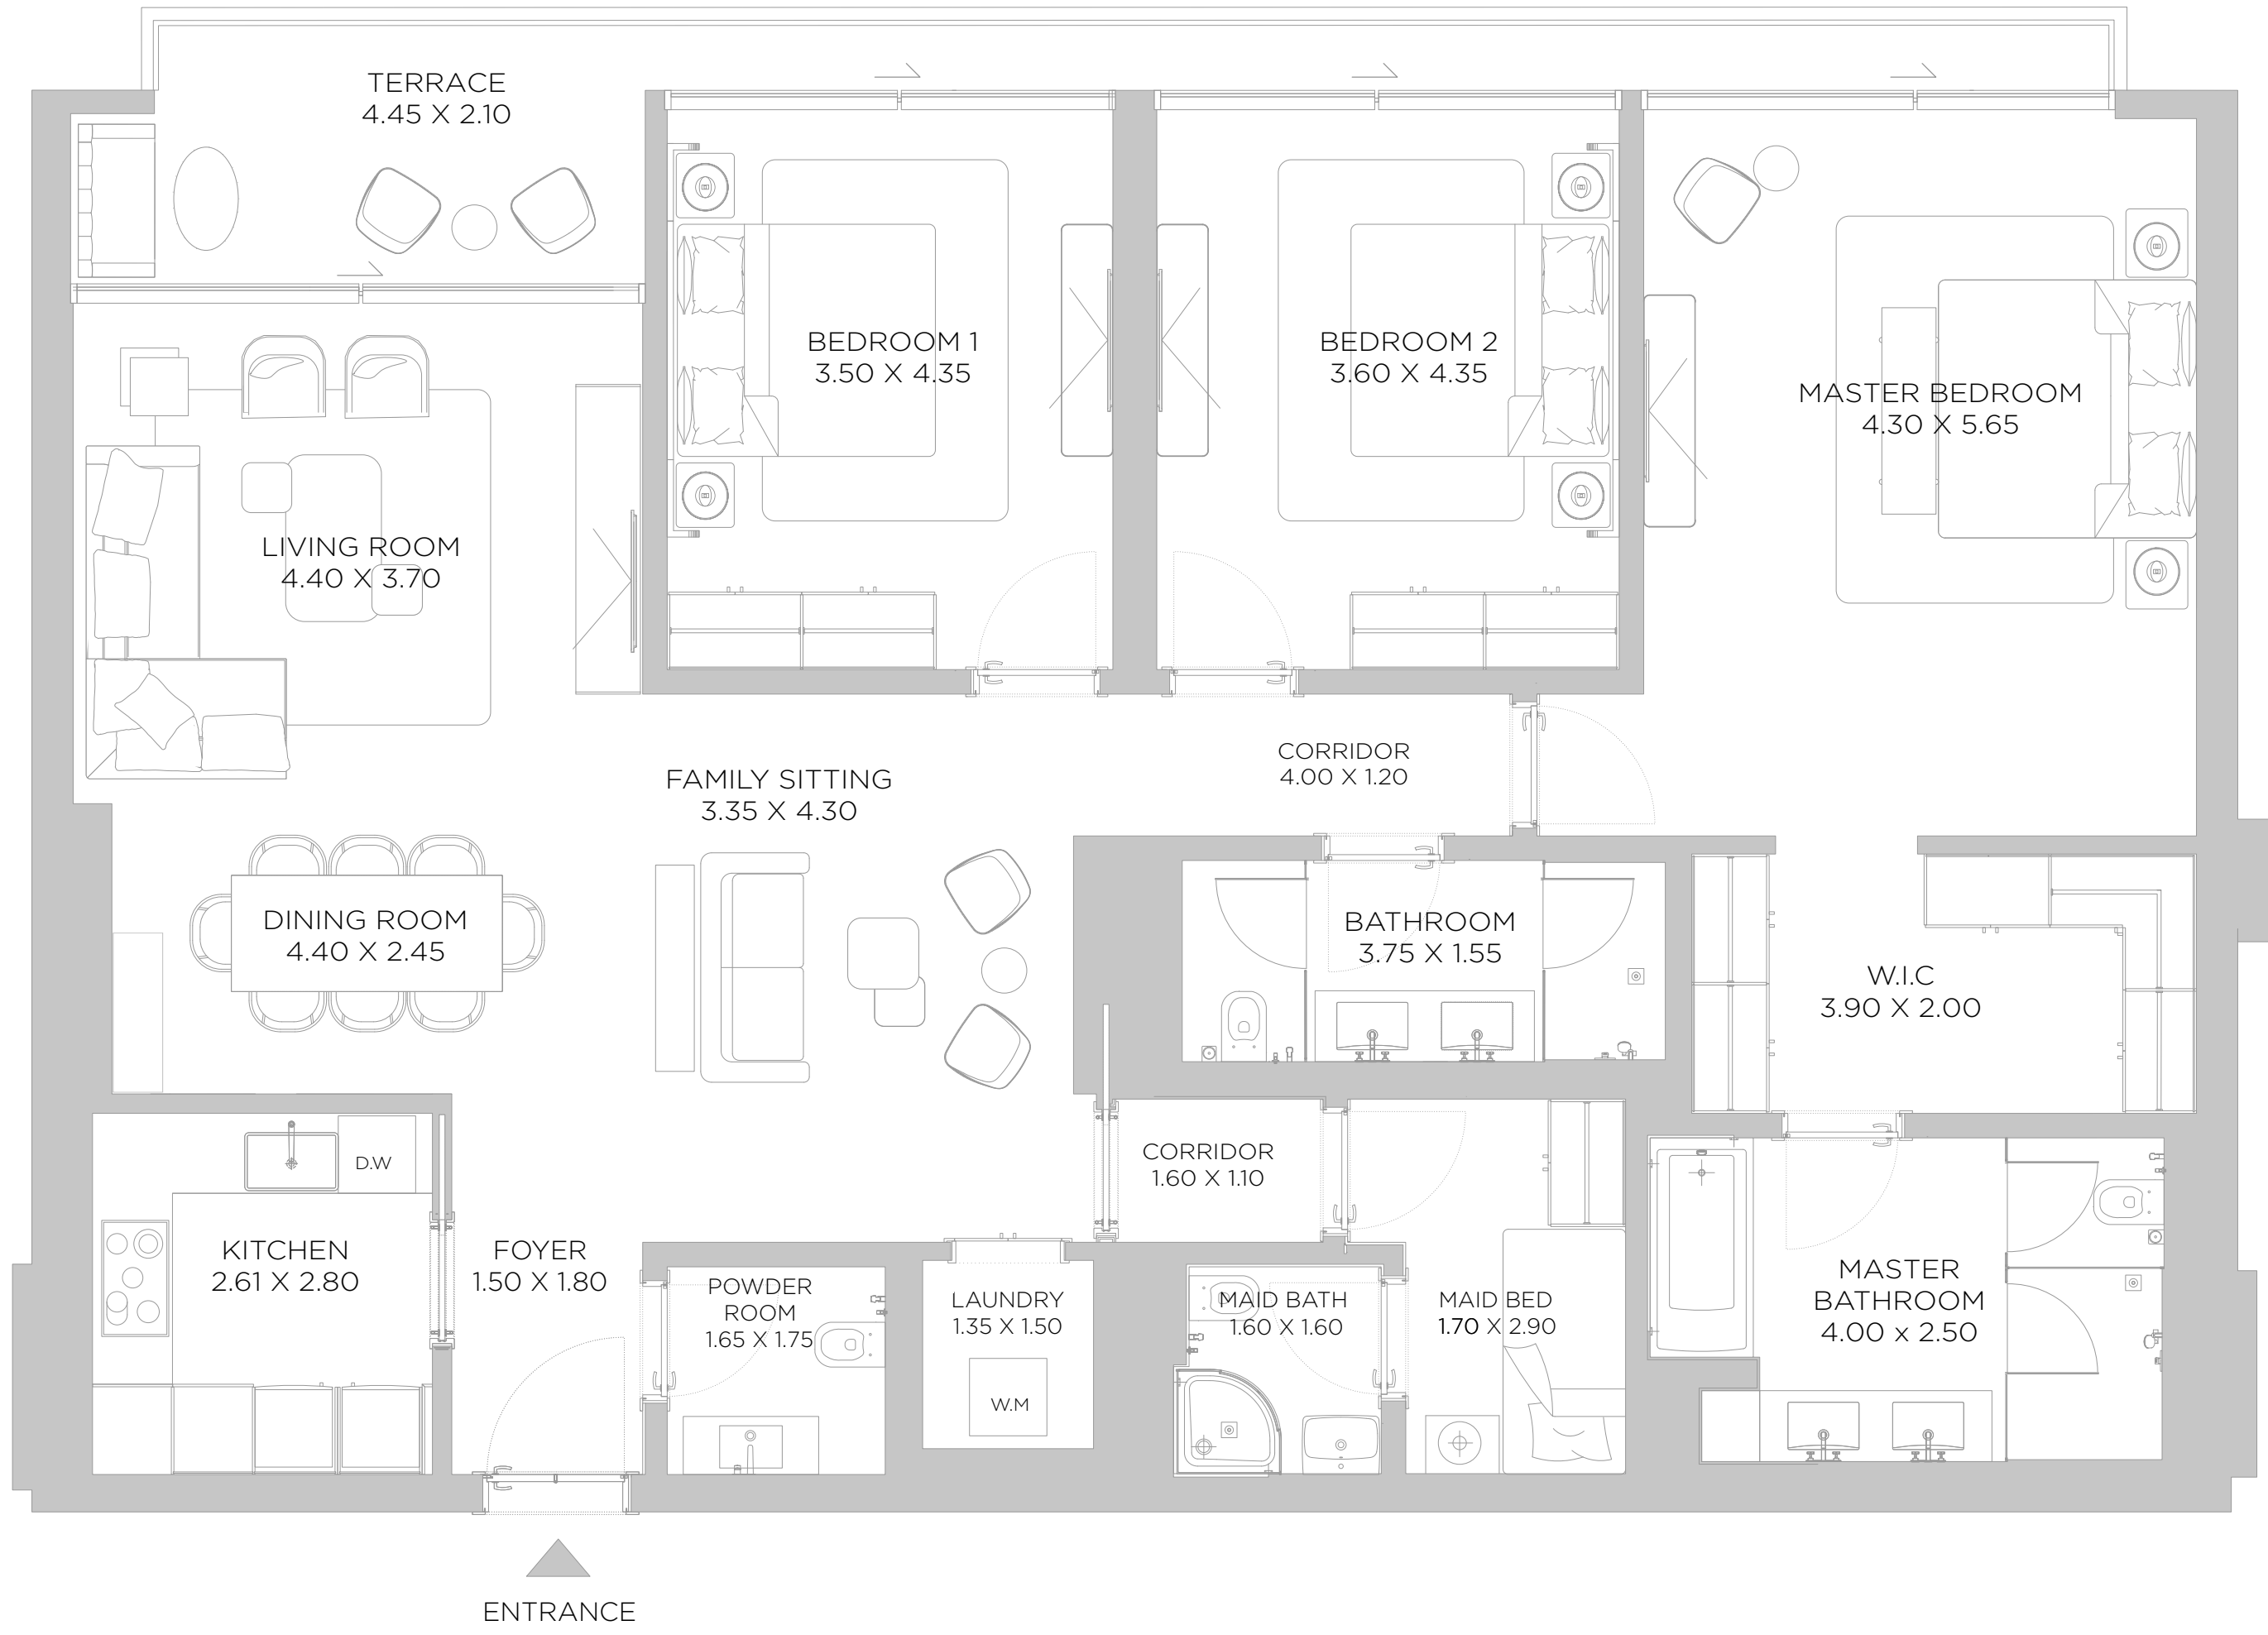 TERRACE
4.45 X 2.10
BEDROOM 1
3.50 X 4.35
BEDROOM 2
3.60 X 4.35
MASTER BEDROOM
4.30 X 5.65
LIVING ROOM
4.40 X 3.70
FAMILY SITTING
3.35 X 4.30
CORRIDOR
4.00 X 1.20
DINING ROOM
4.40 X 2.45
BATHROOM
3.75 X 1.55
W.I.C
3.90 X 2.00
D.W
KITCHEN
2.61 X 2.80
FOYER
1.50 X 1.80
CORRIDOR
1.60 X 1.10
POWDER
ROOM
1.65 X 1.75
LAUNDRY
1.35 X 1.50
W.M
MAID BATH
1.60 X 1.60
MAID BED
1.70 X 2.90
MASTER
BATHROOM
4.00 x 2.50
ENTRANCE